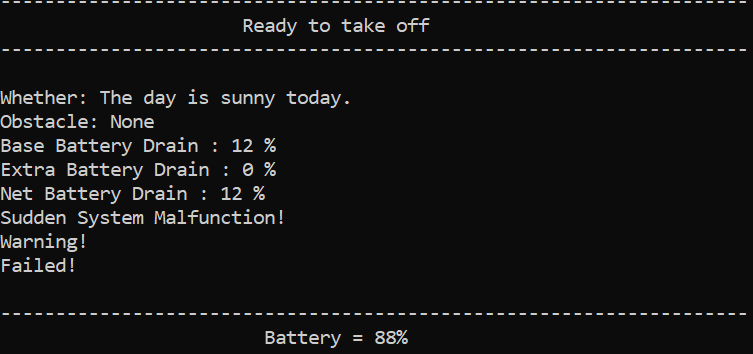 --------------------------------------------------------------------
Ready to take off
--------------------------------------------------------------------
Whether: The day is sunny today.
Obstacle: None
Base Battery Drain : 12 %
Extra Battery Drain : 0 %
Net Battery Drain : 12 %
Sudden System Malfunction!
Warning!
Failed!
--------------------------------------------------------------------
Battery = 88%